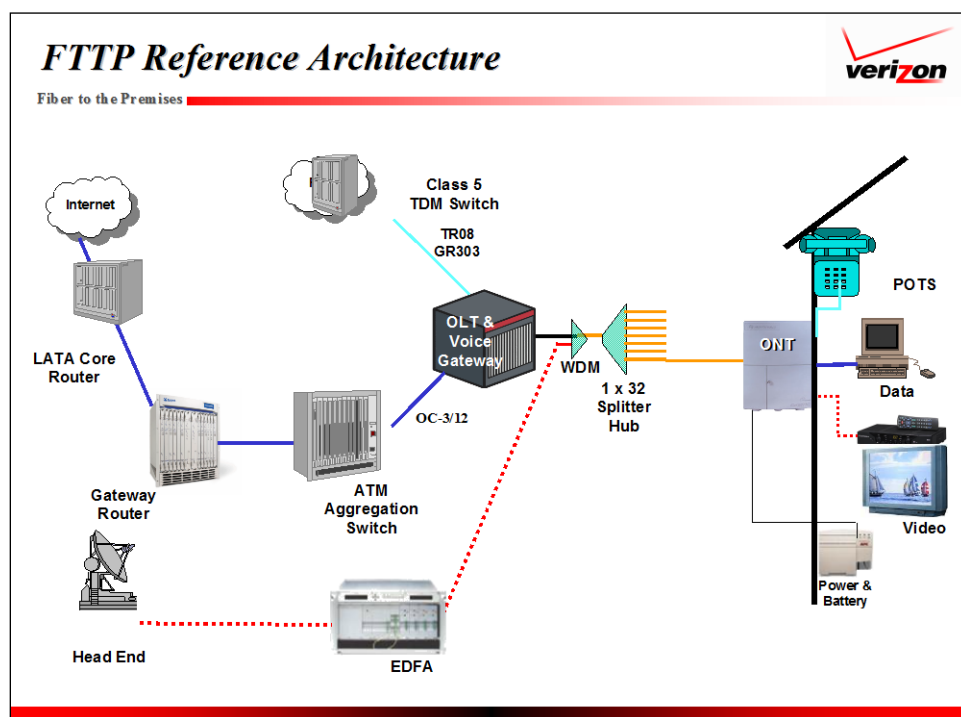 FTTP Reference Architecture
verizon
Fiber to the Premises
Internet
Class 5
TDM Switch
TR08
GR303
POTS
LATA Core
Router
OLT &
Voice
Gateway
WDM
1 x 32
Splitter
Hub
ONT
Data
OC-3/12
Gateway
Router
ATM
Aggregation
Switch
Video
Power &
Battery
Head End
EDFA